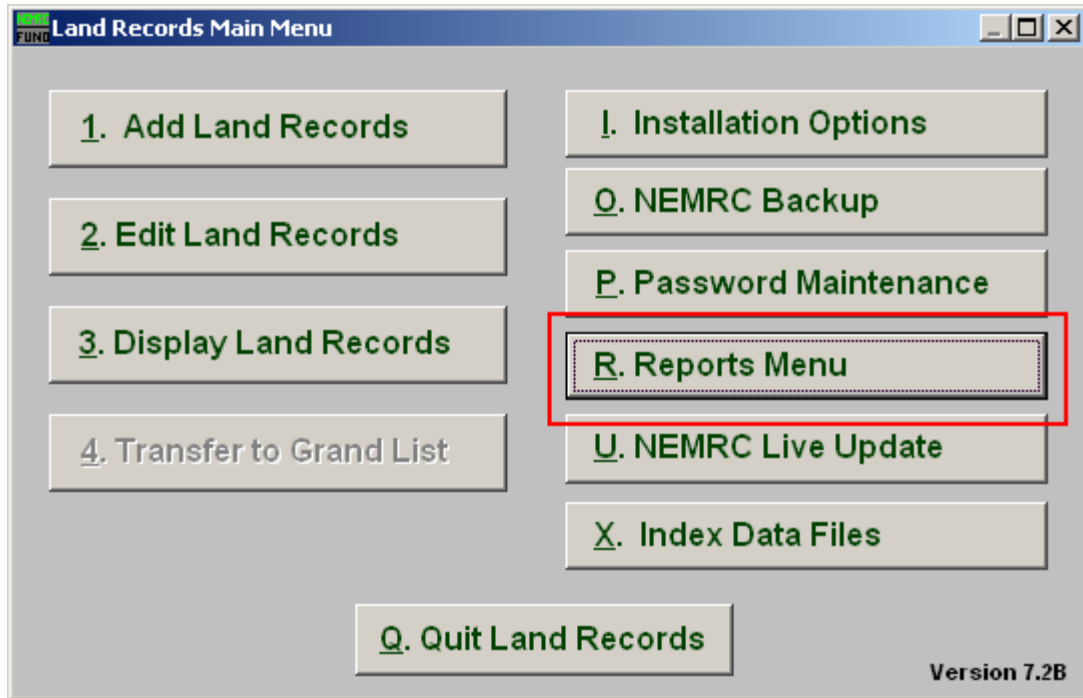 NEMRC
FUND
Land Records Main Menu
1. Add Land Records
2. Edit Land Records
3. Display Land Records
4. Transfer to Grand List
I. Installation Options
O. NEMRC Backup
P. Password Maintenance
R. Reports Menu
U. NEMRC Live Update
X. Index Data Files
Q. Quit Land Records
Version 7.2B